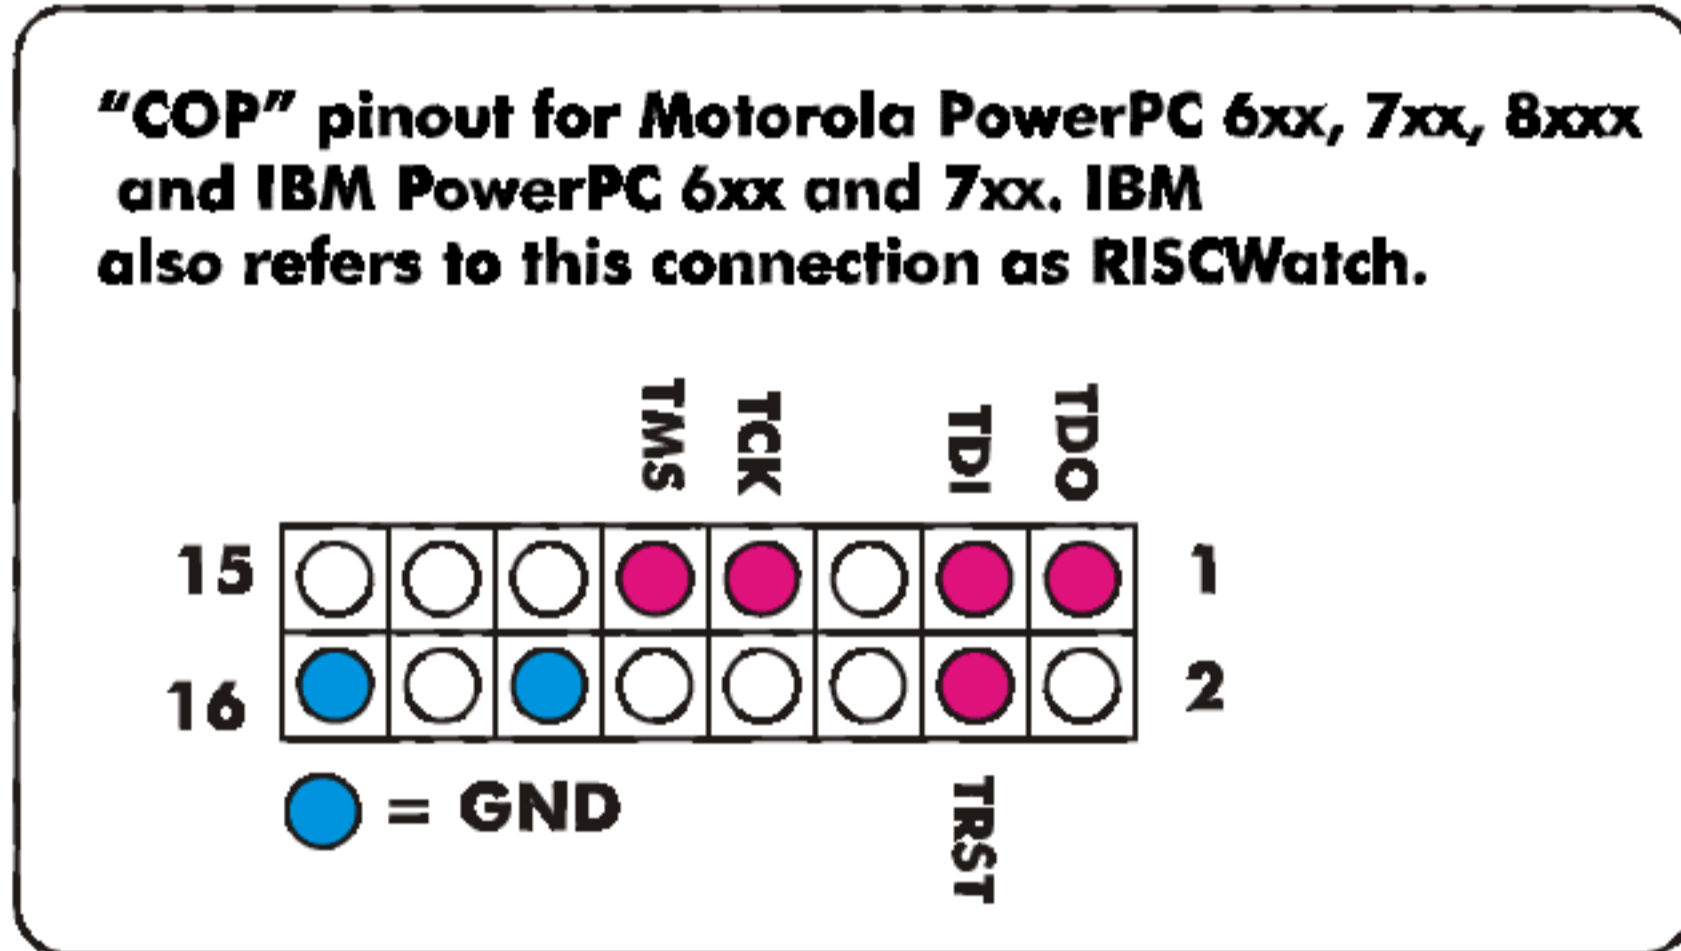 “COP” pinout for Motorola PowerPC 6xx, 7xx, 8xxx
and IBM PowerPC 6xx and 7xx. IBM
also refers to this connection as RISCWatch.
TMS TCK TDI TDO
15 1
16 2
= GND
TRST